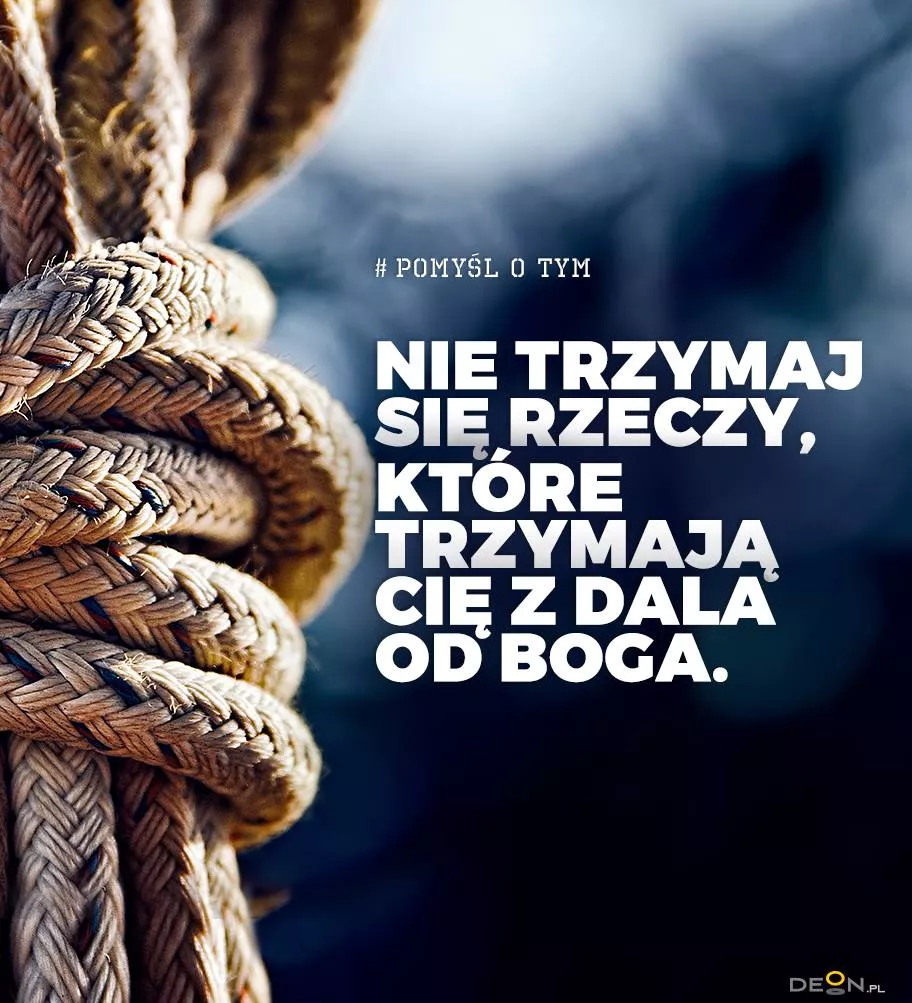 # POMYŚL O TYM
NIE TRZYMAJ
SIĘ RZECZY,
KTÓRE
TRZYMAJĄ
CIĘ Z DALA
OD BOGA.
DEON.PL